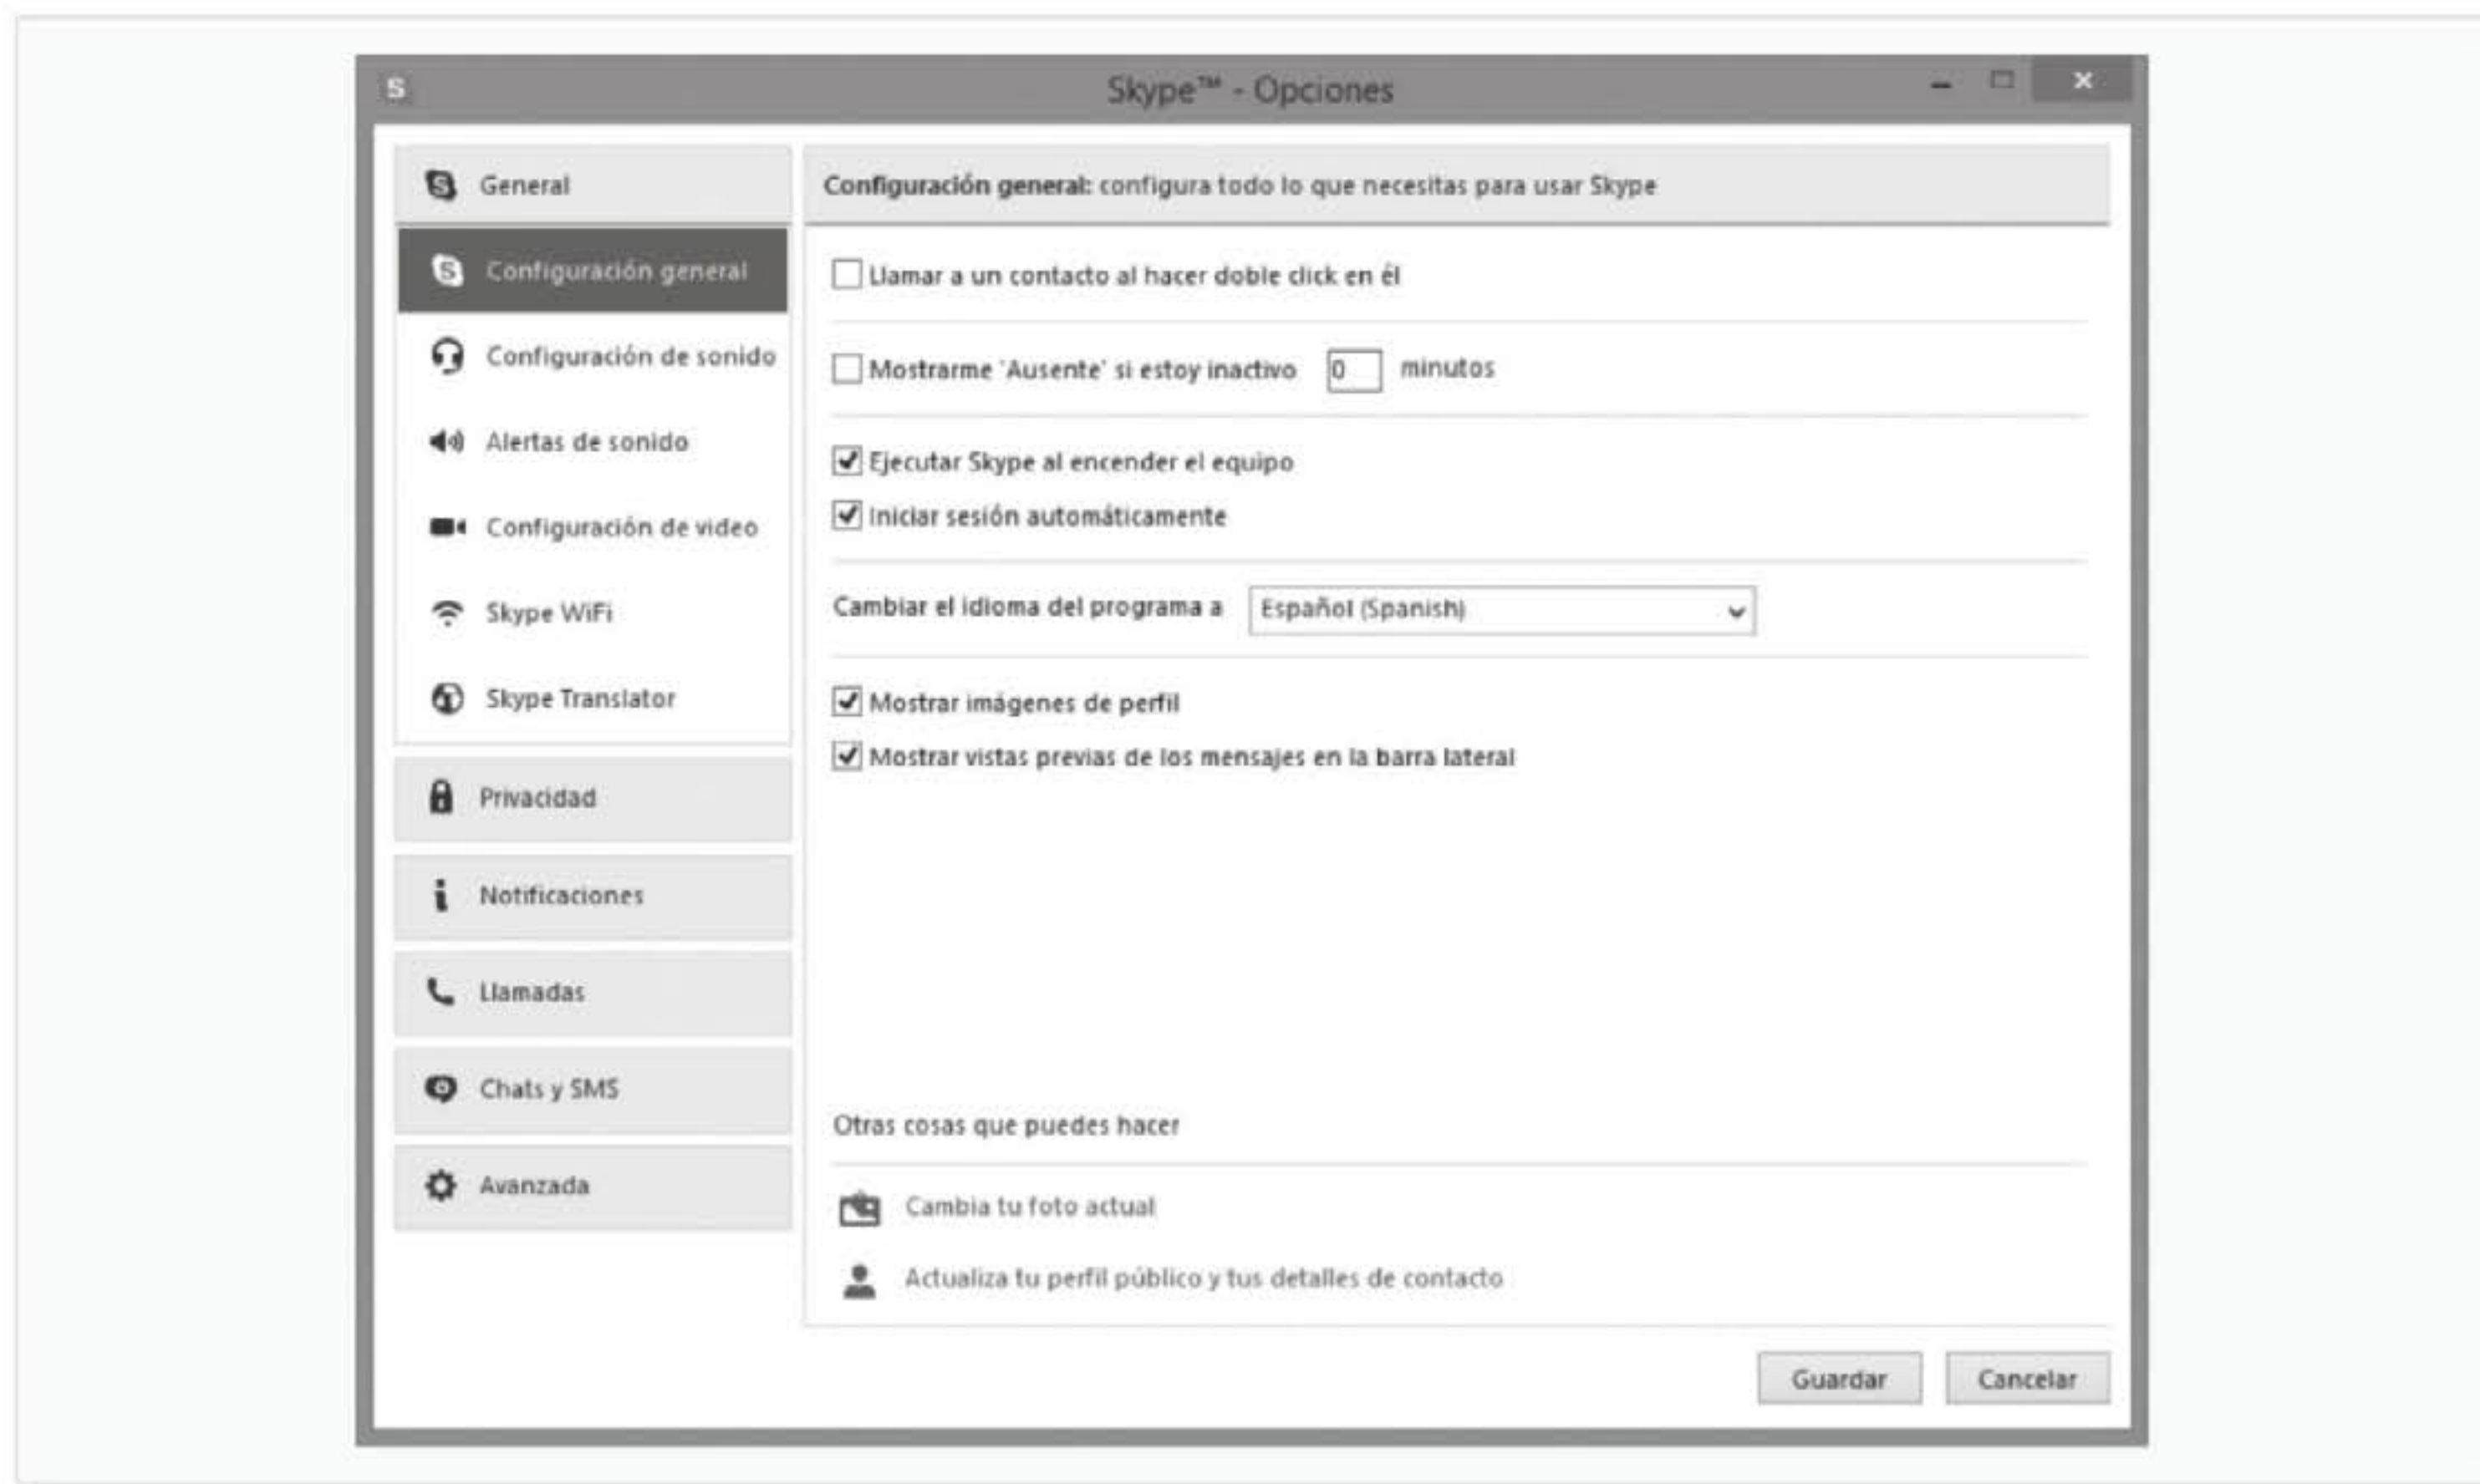 S Skype™ - Opciones
General
Configuración general
Configuración de sonido
Alertas de sonido
Configuración de video
Skype WiFi
Skype Translator
Privacidad
Notificaciones
Llamadas
Chats y SMS
Avanzada
Configuración general: configura todo lo que necesitas para usar Skype
Llamar a un contacto al hacer doble click en él
Mostrarme 'Ausente' si estoy inactivo 0 minutos
Ejecutar Skype al encender el equipo
Iniciar sesión automáticamente
Cambiar el idioma del programa a Español (Spanish)
Mostrar imágenes de perfil
Mostrar vistas previas de los mensajes en la barra lateral
Otras cosas que puedes hacer
Cambia tu foto actual
Actualiza tu perfil público y tus detalles de contacto
Guardar Cancelar